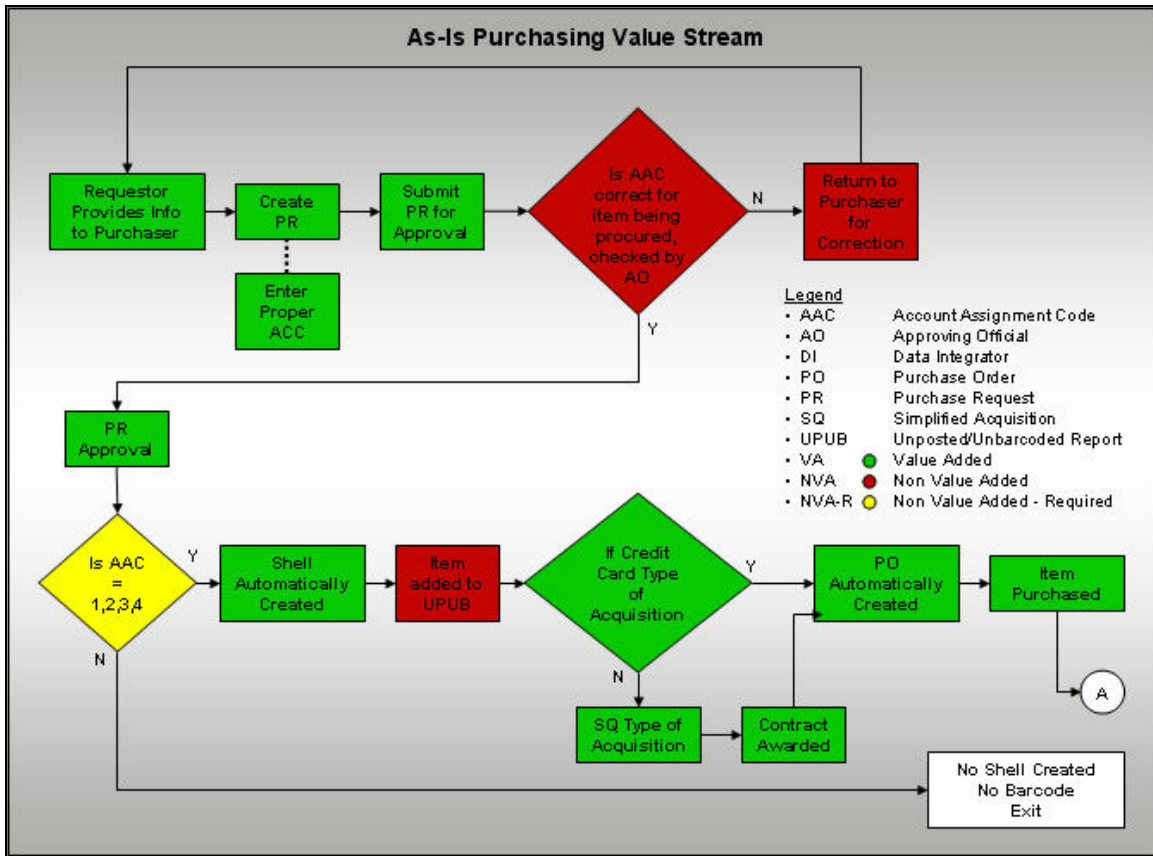 As-Is Purchasing Value Stream
Requestor
Provides Info
to Purchaser
Create
PR
Enter
Proper
ACC
Submit
PR for
Approval
Is AAC
correct for
item being
procured,
checked by
AO
N
Return to
Purchaser
for
Correction
Y
Legend
• AAC Account Assignment Code
• AO Approving Official
• DI Data Integrator
• PO Purchase Order
• PR Purchase Request
• SQ Simplified Acquisition
• UPUB Unposted/Unbarcoded Report
• VA Value Added
• NVA Non Value Added
• NVA-R Non Value Added - Required
PR
Approval
Is AAC
=
1,2,3,4
Y
N
Shell
Automatically
Created
Item
added to
UPUB
If Credit
Card Type
of
Acquisition
Y
N
PO
Automatically
Created
Item
Purchased
A
SQ Type of
Acquisition
Contract
Awarded
No Shell Created
No Barcode
Exit